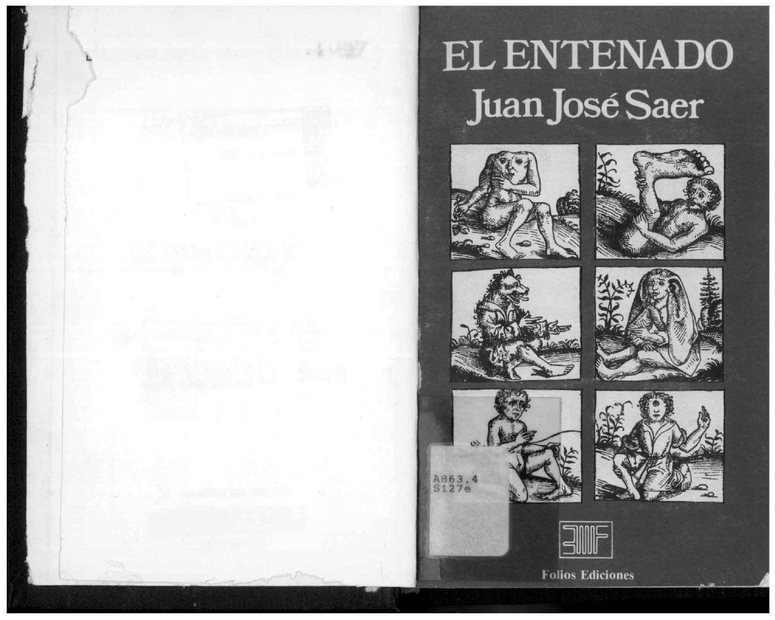 EL ENTENADO
Juan José Saer
A863.4
S127e
Folios Ediciones